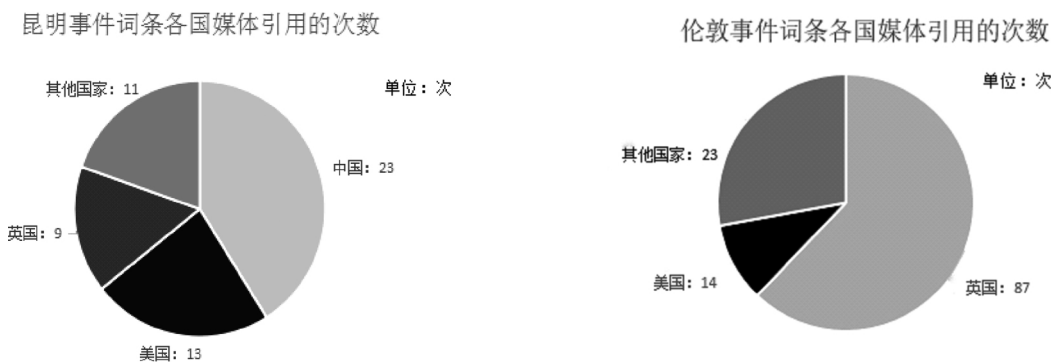 昆明事件词条各国媒体引用的次数
单位：次
其他国家：11
中国：23
英国：9
美国：13
伦敦事件词条各国媒体引用的次数
单位：次
其他国家：23
美国：14
英国：87